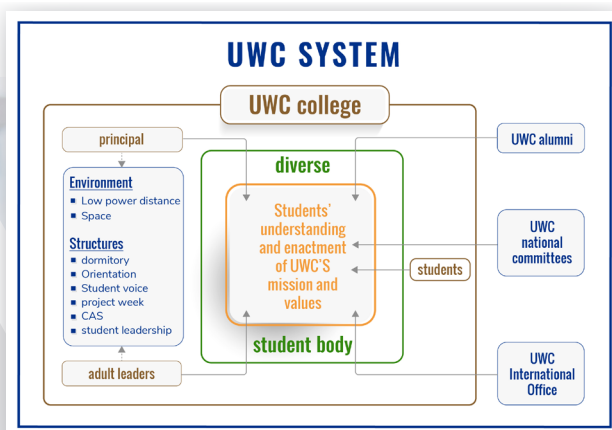 UWC SYSTEM
UWC college
principal
Environment
▪ Low power distance
▪ Space
Structures
▪ dormitory
▪ Orientation
▪ Student voice
▪ project week
▪ CAS
▪ student leadership
adult leaders
diverse
Students'
understanding
and enactment
of UWC'S
mission and
values
student body
students
UWC alumni
UWC
national
committees
UWC
International
Office